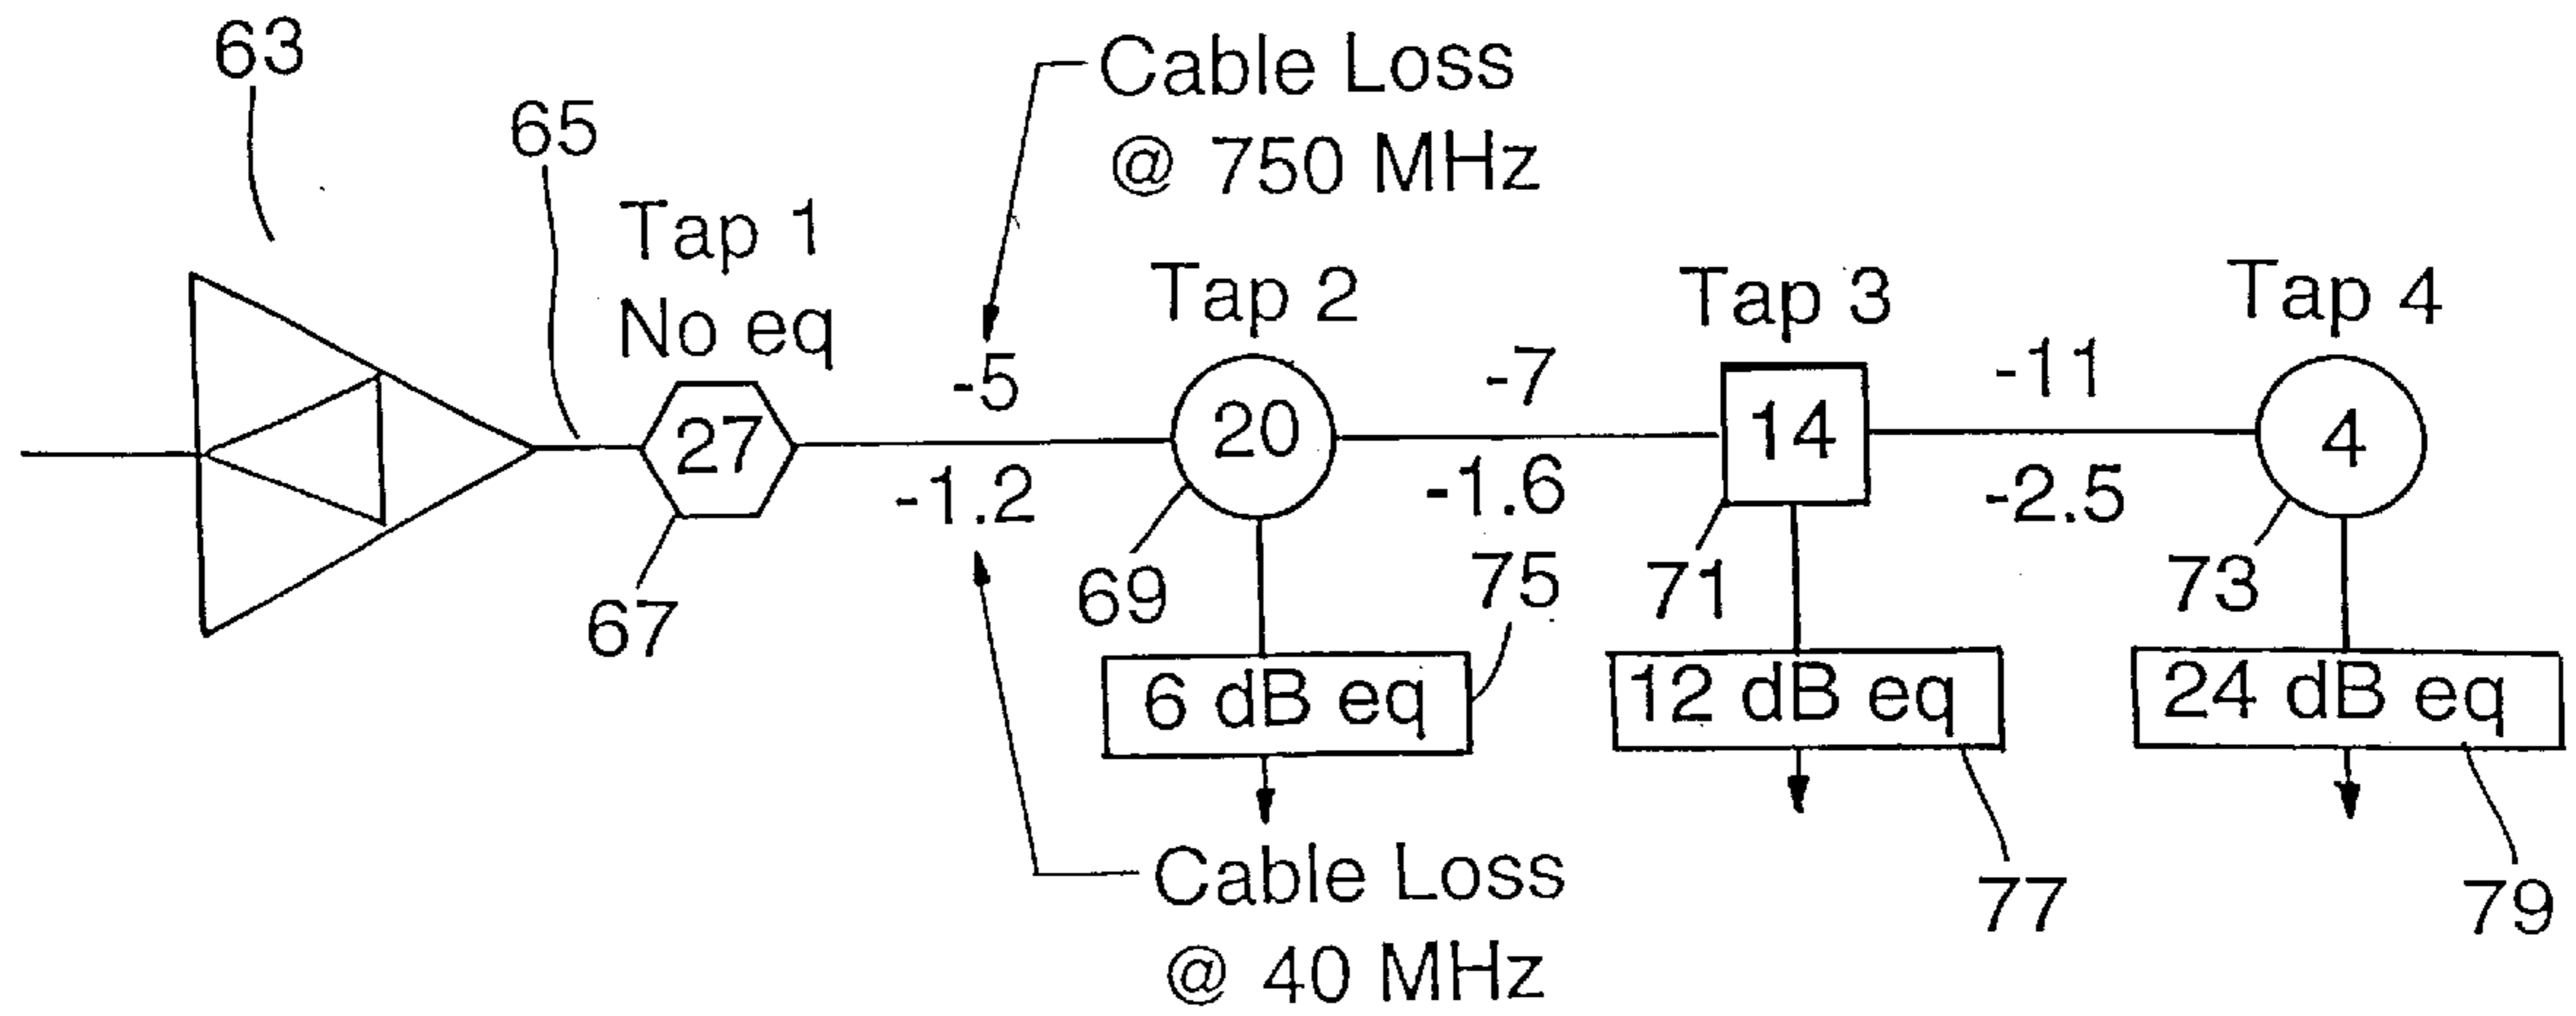 63
Cable Loss
@ 750 MHz
65
Tap 1
No eq
Tap 2
Tap 3
Tap 4
-5
-7
-11
27
20
14
4
-1.2
-1.6
-2.5
67
69
75
71
73
6 dB eq
12 dB eq
24 dB eq
Cable Loss
@ 40 MHz
77
79